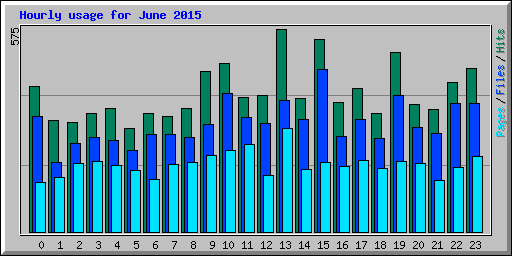 Hourly usage for June 2015
575
Pages/Files/Hits
0 1 2 3 4 5 6 7 8 9 10 11 12 13 14 15 16 17 18 19 20 21 22 23